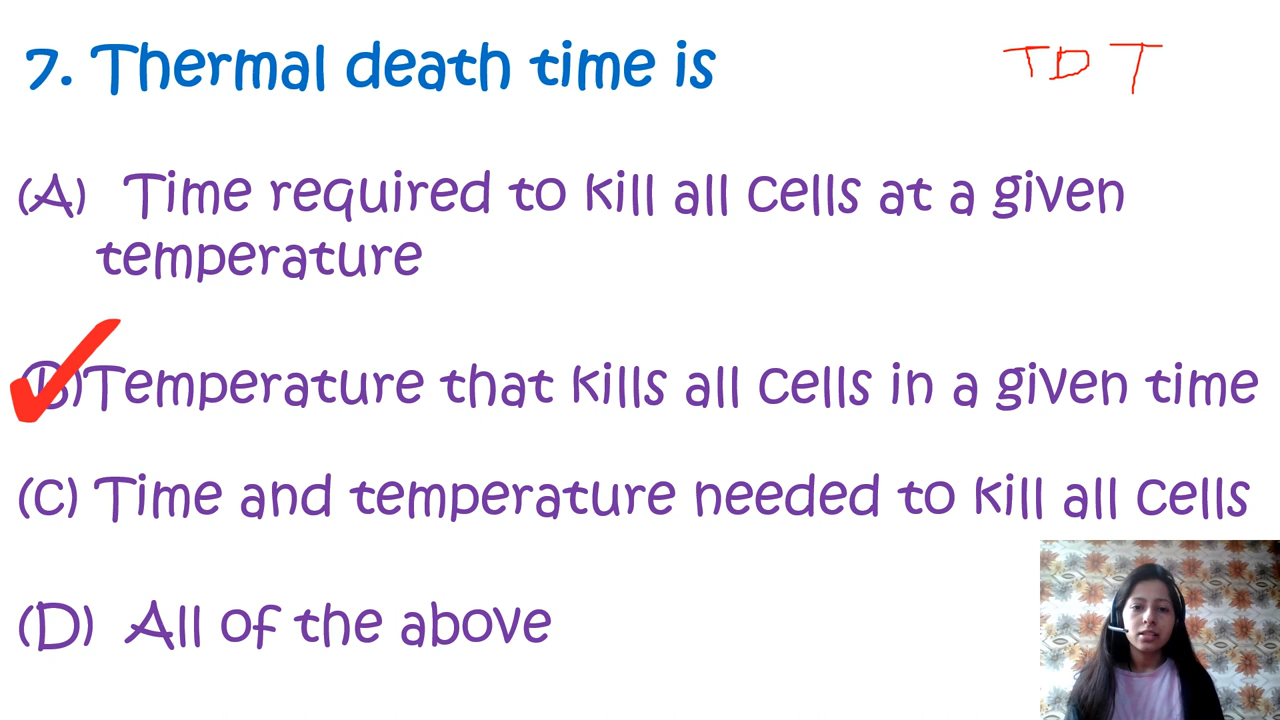 7. Thermal death time is
TDT
(A) Time required to kill all cells at a given
temperature
(B) Temperature that kills all cells in a given time
(C) Time and temperature needed to kill all cells
(D) All of the above